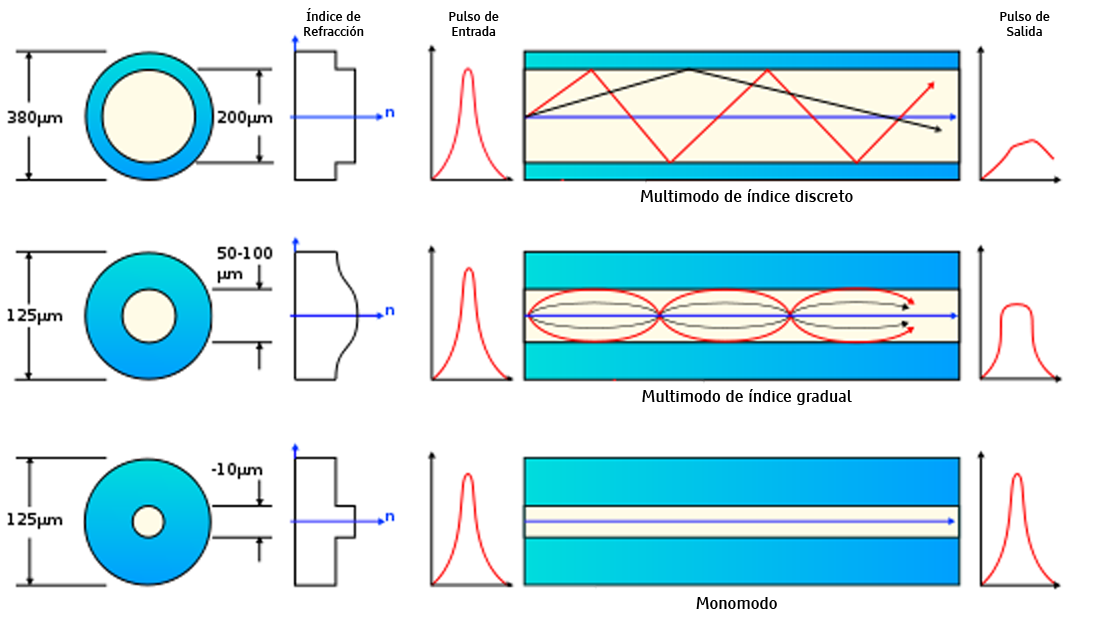 Índice de
Refracción
Pulso de
Entrada
Pulso de
Salida
380μm
200μm
n
Multimodo de índice discreto
50-100
μm
125μm
n
Multimodo de índice gradual
-10μm
125μm
n
Monomodo